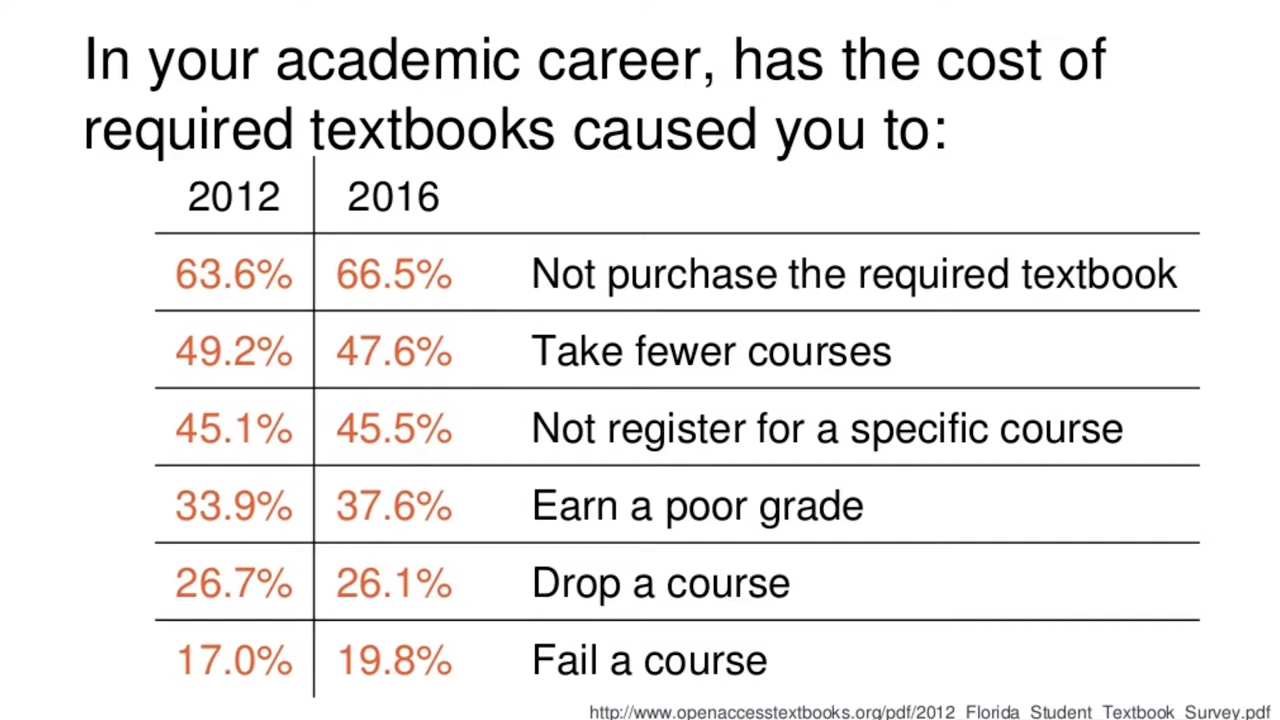 In your academic career, has the cost of
required textbooks caused you to:
2012 2016
63.6% 66.5% Not purchase the required textbook
49.2% 47.6% Take fewer courses
45.1% 45.5% Not register for a specific course
33.9% 37.6% Earn a poor grade
26.7% 26.1% Drop a course
17.0% 19.8% Fail a course
http://www.openaccesstextbooks.org/pdf/2012_Florida_Student_Textbook_Survey.pdf